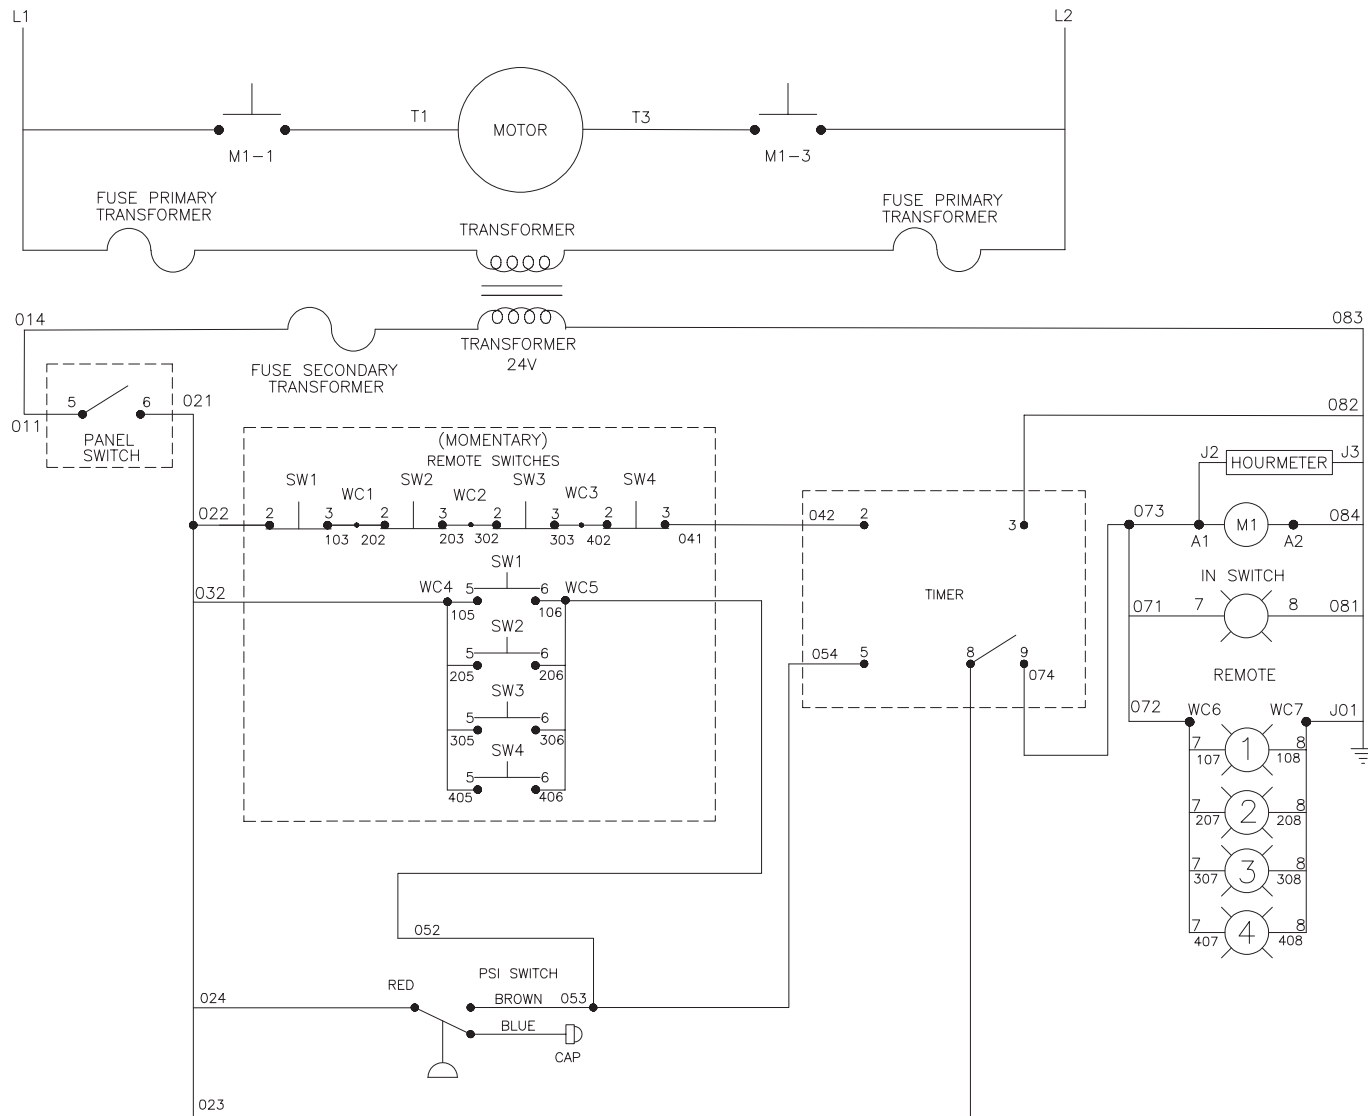 L1
L2
T1
MOTOR
T3
M1-1
M1-3
FUSE PRIMARY
TRANSFORMER
FUSE PRIMARY
TRANSFORMER
TRANSFORMER
014
083
TRANSFORMER
24V
FUSE SECONDARY
TRANSFORMER
5
6
021
011
PANEL
SWITCH
082
(MOMENTARY)
REMOTE SWITCHES
J2
HOURMETER
J3
SW1
WC1
SW2
WC2
SW3
WC3
SW4
022
2
3
2
3
2
3
2
3
103
202
203
302
303
402
041
042
2
3
073
A1
M1
A2
084
SW1
032
WC4
5
6
WC5
105
106
SW2
5
6
205
206
SW3
5
6
305
306
SW4
5
6
405
406
TIMER
IN SWITCH
071
7
8
081
054
5
8
9
074
REMOTE
072
WC6
WC7
J01
7
1
8
107
108
7
2
8
207
208
7
3
8
307
308
7
4
8
407
408
052
PSI SWITCH
RED
024
BROWN
053
BLUE
CAP
023